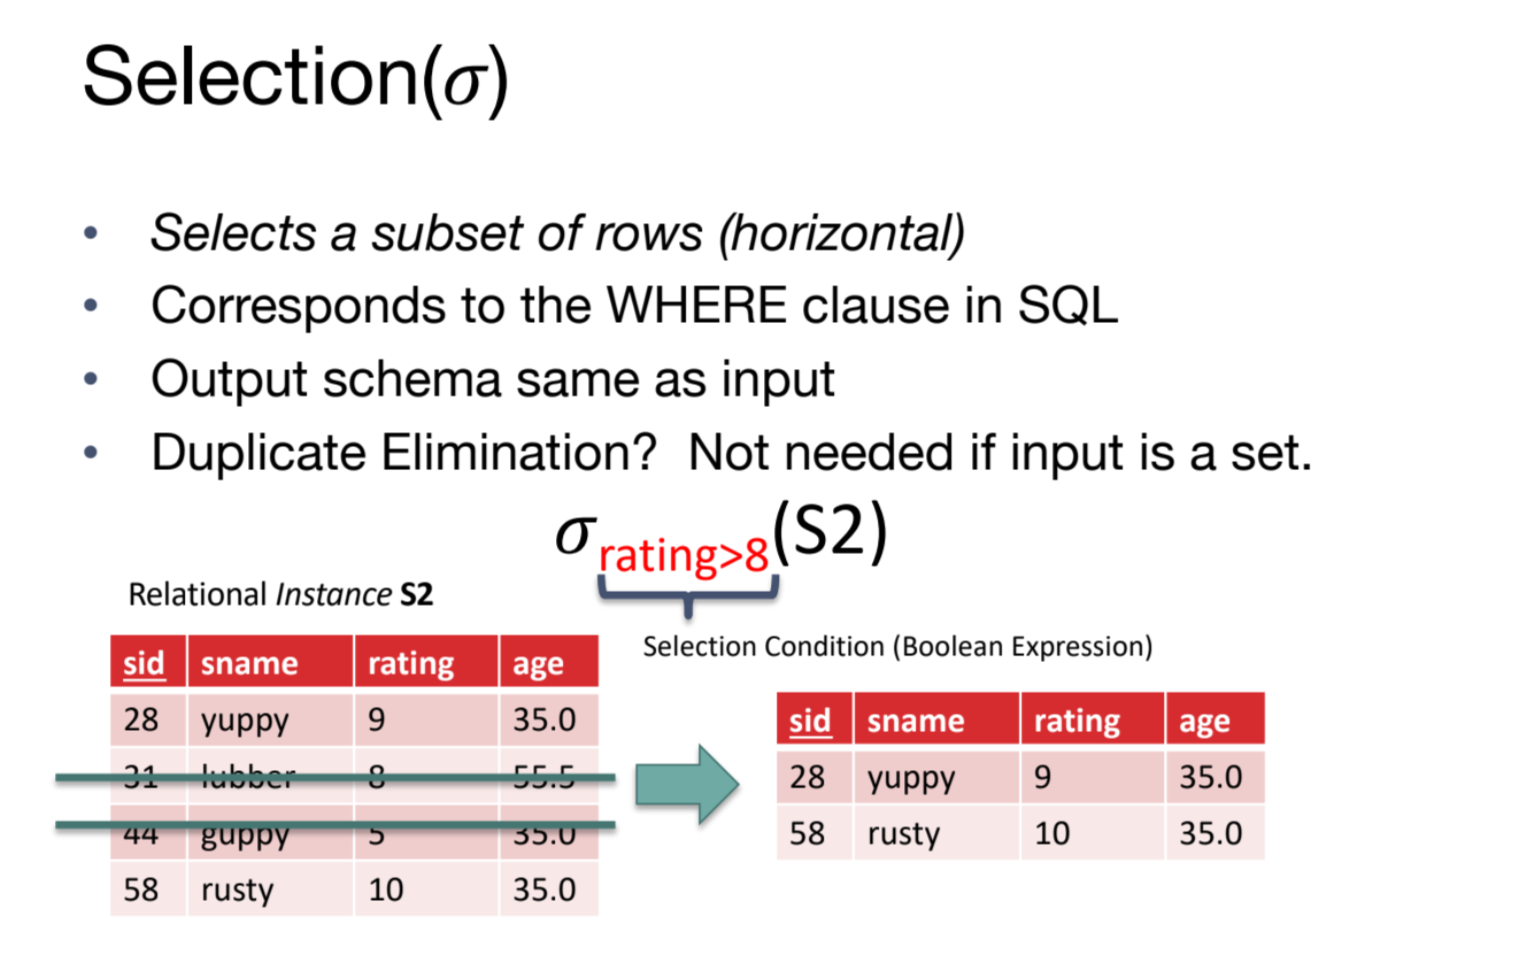 Selection(σ)
• Selects a subset of rows (horizontal)
• Corresponds to the WHERE clause in SQL
• Output schema same as input
• Duplicate Elimination?  Not needed if input is a set.
σ rating>8 (S2)
Relational Instance S2
Selection Condition (Boolean Expression)
sid sname rating age
28 yuppy 9 35.0
31 lubber 8 55.5
44 guppy 5 35.0
58 rusty 10 35.0
sid sname rating age
28 yuppy 9 35.0
58 rusty 10 35.0